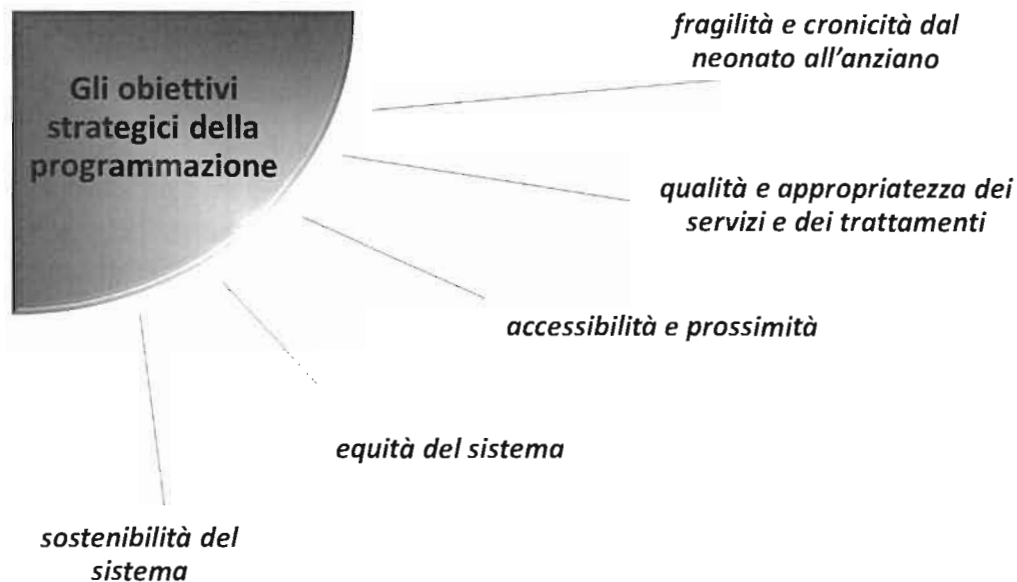 Gli obiettivi
strategici della
programmazione
fragilità e cronicità dal
neonato all'anziano
qualità e appropriatezza dei
servizi e dei trattamenti
accessibilità e prossimità
equità del sistema
sostenibilità del
sistema